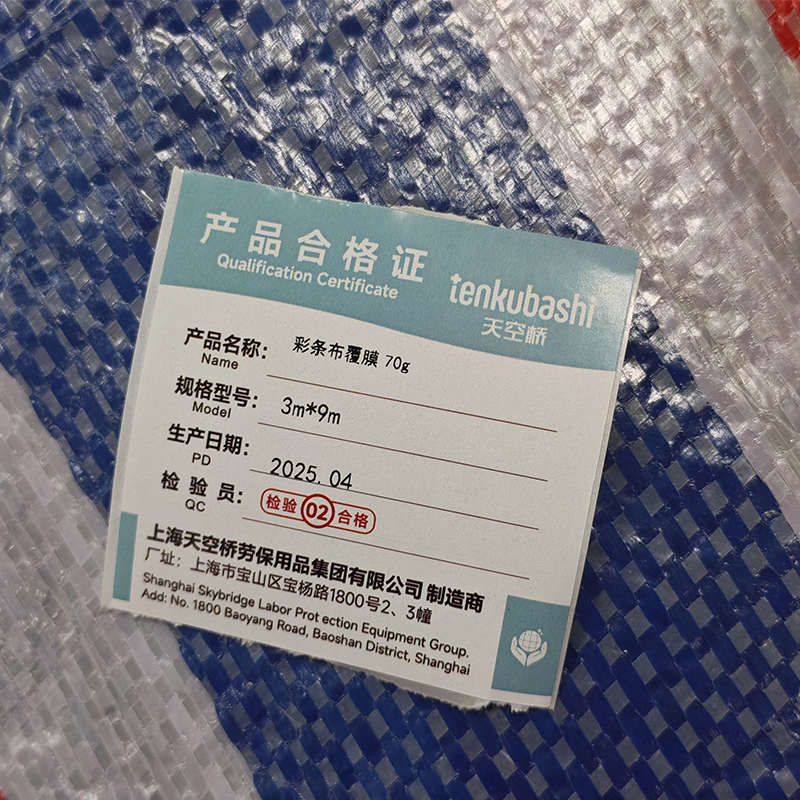 产品合格证
Qualification Certificate
tenkubashi
天空桥
产品名称: 彩条布覆膜 70g
Name
规格型号: 3m*9m
Model
生产日期: 2025.04
PD
检验员: 检验 02 合格
QC
上海天空桥劳保用品集团有限公司 制造商
厂址：上海市宝山区宝杨路1800号2、3幢
Shanghai Skybridge Labor Prot ection Equipment Group.
Add: No. 1800 Baoyang Road, Baoshan District, Shanghai